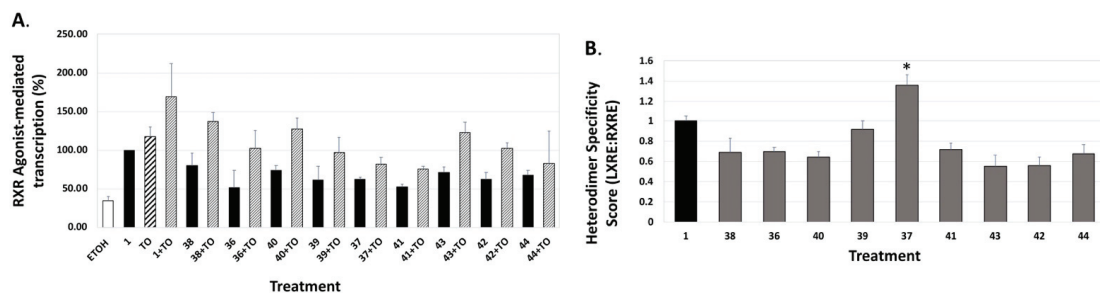 A.
RXR Agonist-mediated
transcription (%)
250.00
200.00
150.00
100.00
50.00
0.00
ETOH
1
TO
1+TO
38
38+TO
36
36+TO
40
40+TO
39
39+TO
37
37+TO
41
41+TO
43
43+TO
42
42+TO
44
44+TO
Treatment
B.
Heterodimer Specificity
Score (LXRE:RXRE)
1.6
1.4
1.2
1
0.8
0.6
0.4
0.2
0
*
1
38
36
40
39
37
41
43
42
44
Treatment